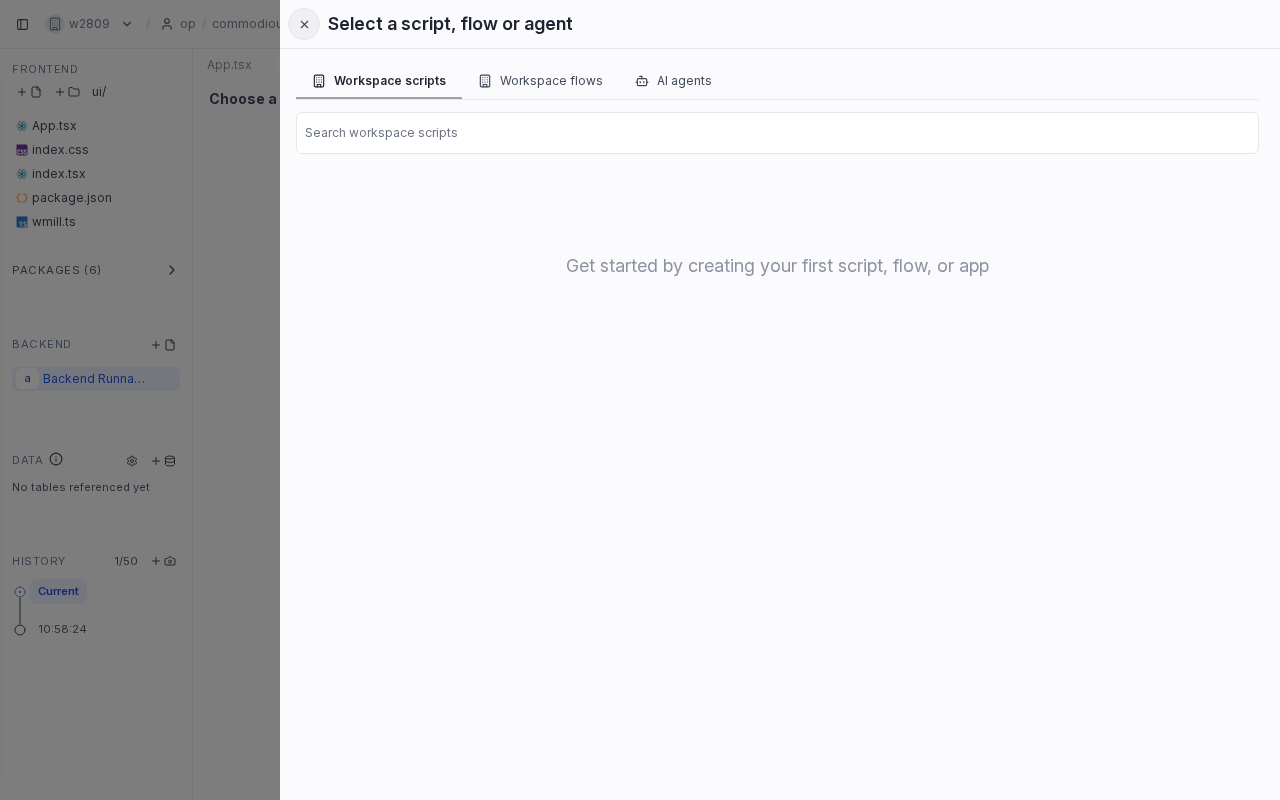 w2809 / op / commodiou
FRONTEND
ui/
App.tsx
index.css
index.tsx
package.json
wmill.ts
PACKAGES (6)
BACKEND
a Backend Runna...
DATA
No tables referenced yet
HISTORY 1/50
Current
10:58:24
App.tsx
Choose a
Select a script, flow or agent
Workspace scripts Workspace flows AI agents
Search workspace scripts
Get started by creating your first script, flow, or app